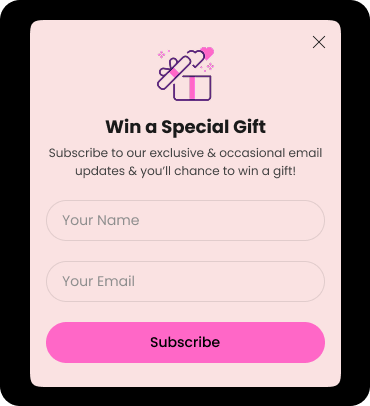 Win a Special Gift
Subscribe to our exclusive & occasional email
updates & you’ll chance to win a gift!
Your Name
Your Email
Subscribe